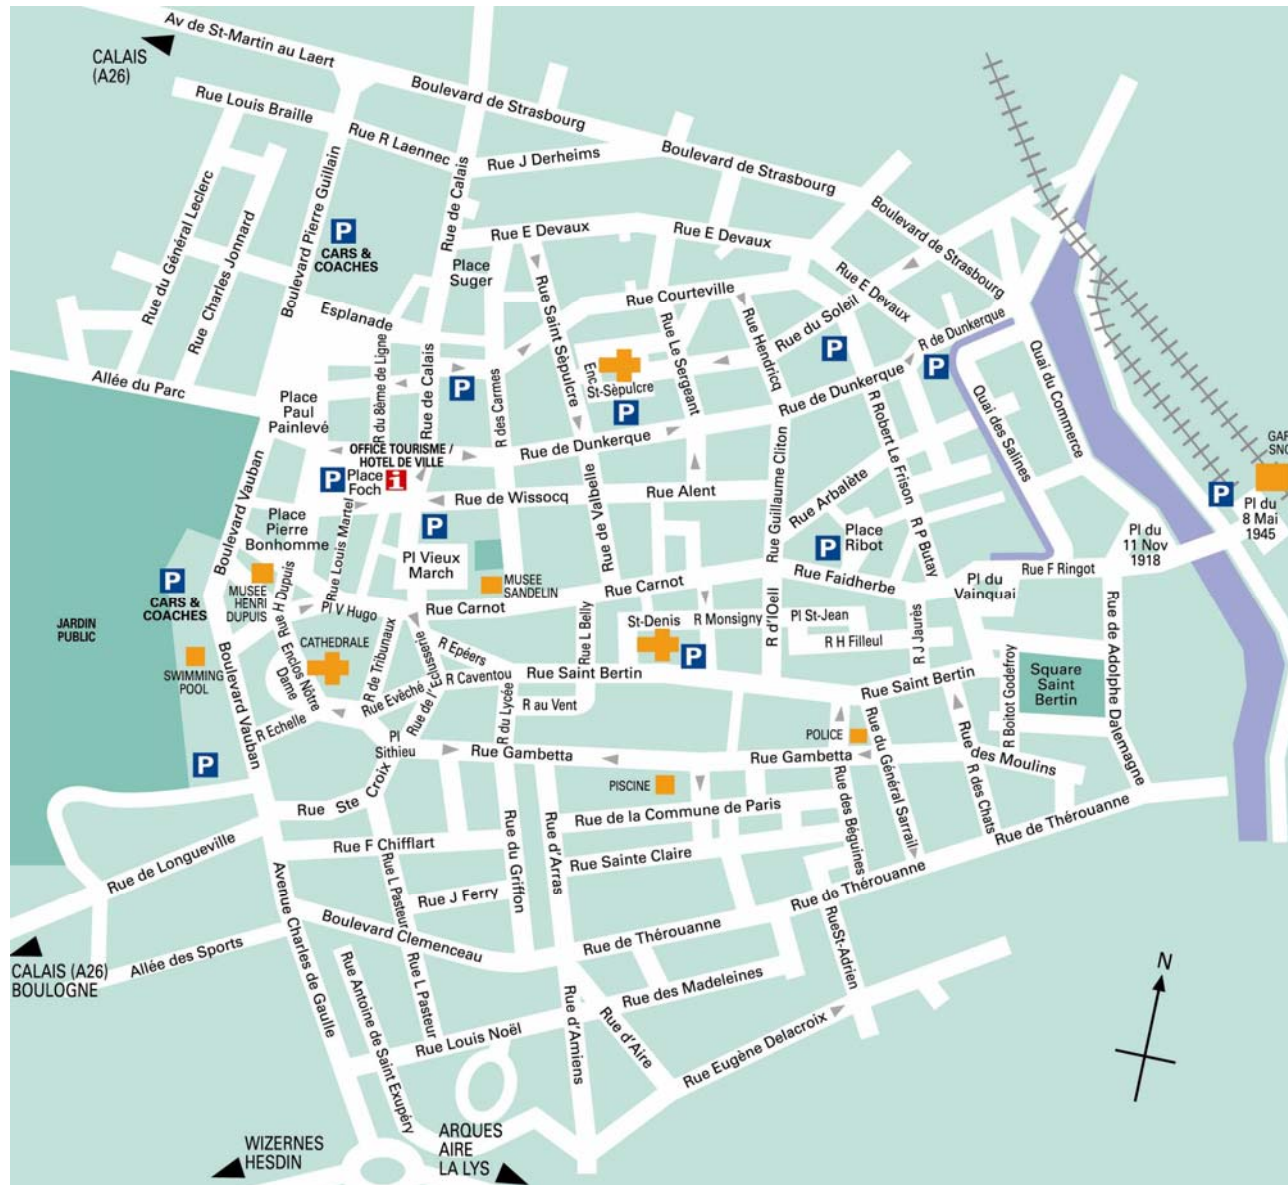 Av de St-Martin au Laert
CALAIS
(A26)
Rue Louis Braille
Boulevard de Strasbourg
Rue R Laennec
Rue J Derheims
Boulevard de Strasbourg
Boulevard de Strasbourg
Rue du Général Leclerc
Rue Charles Jonnard
Boulevard Pierre Guillain
Rue de Calais
P
CARS &
COACHES
Rue E Devaux
Rue E Devaux
Rue E Devaux
Place
Suger
Rue Courteville
Rue du Soleil
R de Dunkerque
Esplanade
Rue Saint Sèpulcre
Rue Le Sergeant
Rue Hendricq
P
P
Allée du Parc
R du 8ème de Ligne
Rue de Calais
P
R des Carmes
Enc
St-Sèpulcre
P
Rue de Dunkerque
Quai du Commerce
Quai des Salines
Place
Paul
Painlevé
OFFICE TOURISME /
HOTEL DE VILLE
Rue de Dunkerque
R Robert Le Frison
GAR
SNC
P
Place
Foch
i
Rue de Wissocq
Rue Alent
Rue Guillaume Cliton
Rue Arbalète
P
Pl du
8 Mai
1945
Boulevard Vauban
Place
Pierre
Bonhomme
Rue Louis Martel
P
Pl Vieux
March
Rue de Valbelle
P
Place
Ribot
R P Butay
Pl du
11 Nov
1918
P
CARS &
COACHES
MUSEE
HENRI
DUPUIS
Rue H Dupuis
MUSEE
SANDELIN
Rue Carnot
Rue Faidherbe
Pl du
Vainquai
Rue F Ringot
JARDIN
PUBLIC
Pl V Hugo
Rue Carnot
Rue L Bely
St-Denis
R Monsigny
R d'Oell
Pl St-Jean
R H Filleul
R J Jaurès
Rue de Adolphe Dalemagne
SWIMMING
POOL
CATHEDRALE
Enclos Nôtre
Dame
R de Tribunaux
Rue de l' Eclusserie
R Epéers
R Caventou
P
Rue Saint Bertin
Rue Saint Bertin
R Boitot Godefroy
Square
Saint
Bertin
Boulevard Vauban
R Echelle
Rue Evêché
R du Lycée
R au Vent
POLICE
P
Pl
Sithieu
Rue Gambetta
Rue Gambetta
Rue du Général Sarrail
Rue des Moulins
R des Chats
Rue Ste Croix
PISCINE
Rue de la Commune de Paris
Rue des Béguines
Rue de Thérouanne
Rue de Longueville
Rue F Chifflart
Rue du Griffon
Rue d'Arras
Rue Sainte Claire
Rue L Pasteur
Rue J Ferry
Rue de Thérouanne
Avenue Charles de Gaulle
Boulevard Clemenceau
Rue de Thérouanne
RueSt-Adrien
Allée des Sports
CALAIS (A26)
BOULOGNE
Rue Antoine de Saint Exupéry
Rue L Pasteur
Rue des Madeleines
N
Rue Louis Noël
Rue d'Amiens
Rue d'Aire
Rue Eugène Delacroix
WIZERNES
HESDIN
ARQUES
AIRE
LA LYS